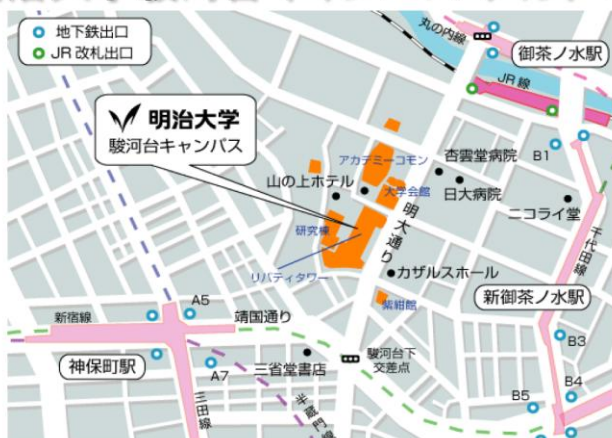 地下鉄出口
JR改札出口
丸の内線
御茶ノ水駅
JR線
明治大学
駿河台キャンパス
アカデミーコモン
杏雲堂病院
B1
山の上ホテル
大学会館
日大病院
ニコライ堂
研究棟
明大通り
千代田線
リバティタワー
カザルスホール
新御茶ノ水駅
紫紺館
新宿線
A5
靖国通り
神保町駅
A7
三省堂書店
駿河台下
交差点
B3
B4
B5
三田線
半蔵門線